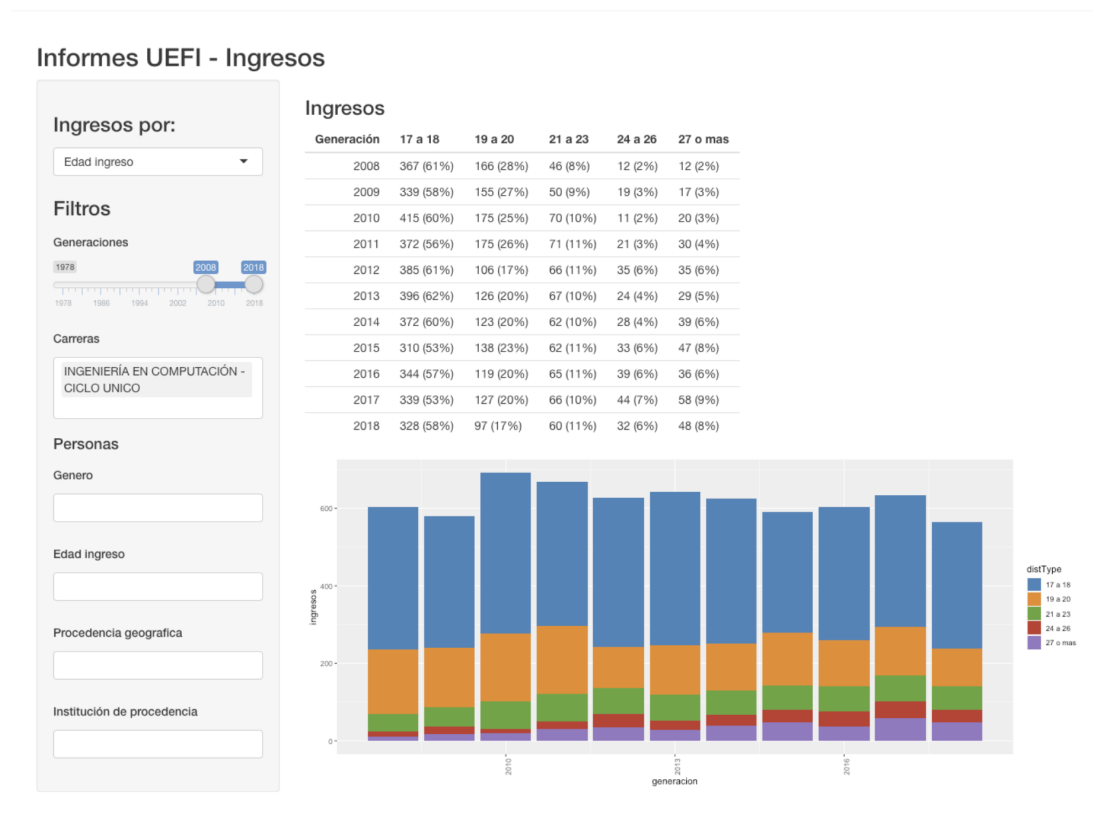 Informes UEFI - Ingresos
Ingresos por:
Edad ingreso
Filtros
Generaciones
1978 2008 2018
1978 1986 1994 2002 2010 2018
Carreras
INGENIERÍA EN COMPUTACIÓN -
CICLO UNICO
Personas
Genero
Edad ingreso
Procedencia geografica
Institución de procedencia
Ingresos
Generación 17 a 18 19 a 20 21 a 23 24 a 26 27 o mas
2008 367 (61%) 166 (28%) 46 (8%) 12 (2%) 12 (2%)
2009 339 (58%) 155 (27%) 50 (9%) 19 (3%) 17 (3%)
2010 415 (60%) 175 (25%) 70 (10%) 11 (2%) 20 (3%)
2011 372 (56%) 175 (26%) 71 (11%) 21 (3%) 30 (4%)
2012 385 (61%) 106 (17%) 66 (11%) 35 (6%) 35 (6%)
2013 396 (62%) 126 (20%) 67 (10%) 24 (4%) 29 (5%)
2014 372 (60%) 123 (20%) 62 (10%) 28 (4%) 39 (6%)
2015 310 (53%) 138 (23%) 62 (11%) 33 (6%) 47 (8%)
2016 344 (57%) 119 (20%) 65 (11%) 39 (6%) 36 (6%)
2017 339 (53%) 127 (20%) 66 (10%) 44 (7%) 58 (9%)
2018 328 (58%) 97 (17%) 60 (11%) 32 (6%) 48 (8%)
600
400
200
0
ingresos
2010 2013 2016
generacion
distType
17 a 18
19 a 20
21 a 23
24 a 26
27 o mas